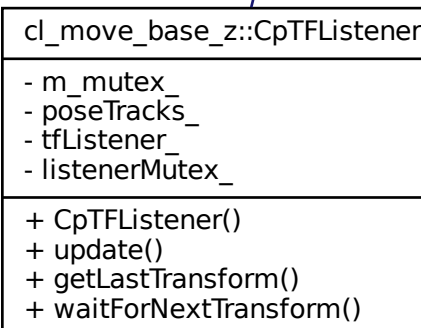 cl_move_base_z::CpTFListener
- m_mutex_
- poseTracks_
- tfListener_
- listenerMutex_
+ CpTFListener()
+ update()
+ getLastTransform()
+ waitForNextTransform()